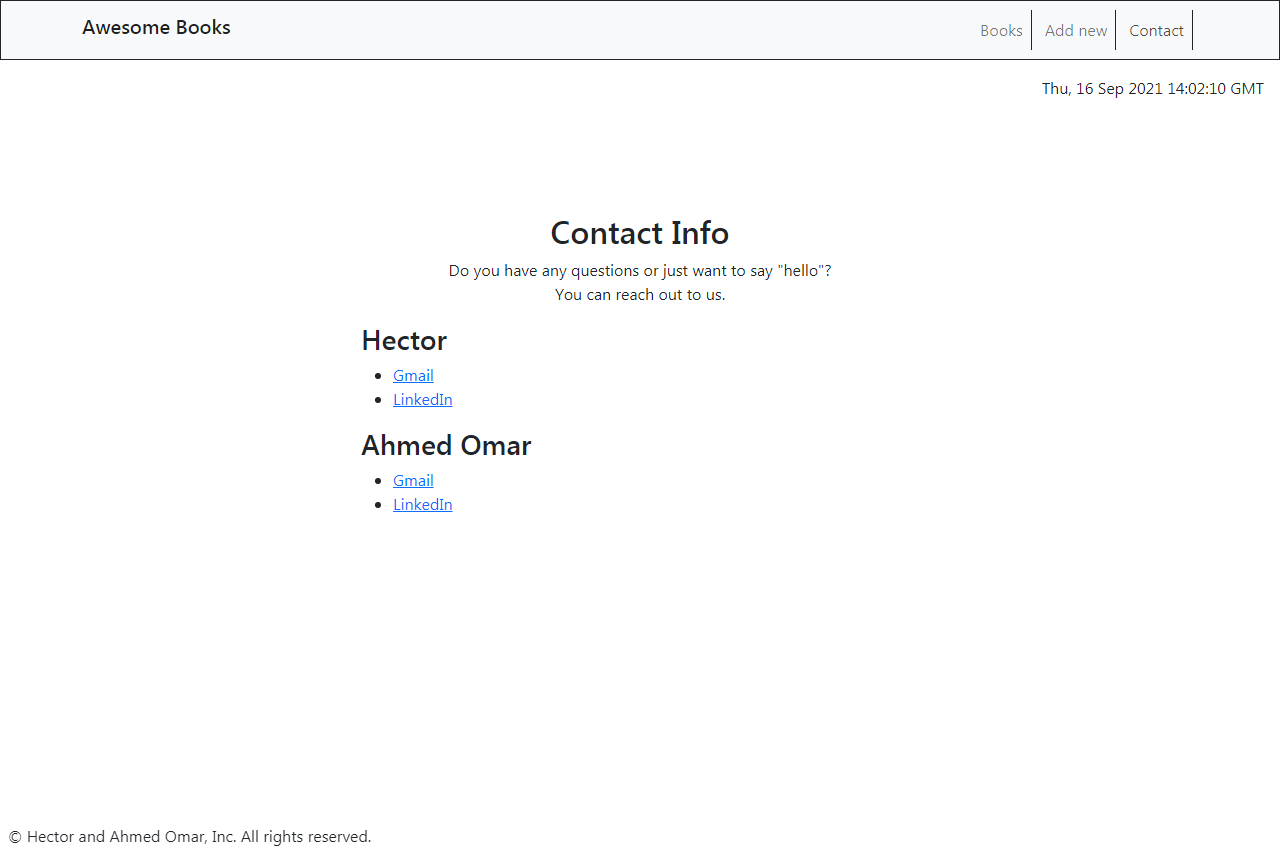 Awesome Books
Books
Add new
Contact
Thu, 16 Sep 2021 14:02:10 GMT
Contact Info
Do you have any questions or just want to say "hello"?
You can reach out to us.
Hector
Gmail
LinkedIn
Ahmed Omar
Gmail
LinkedIn
© Hector and Ahmed Omar, Inc. All rights reserved.